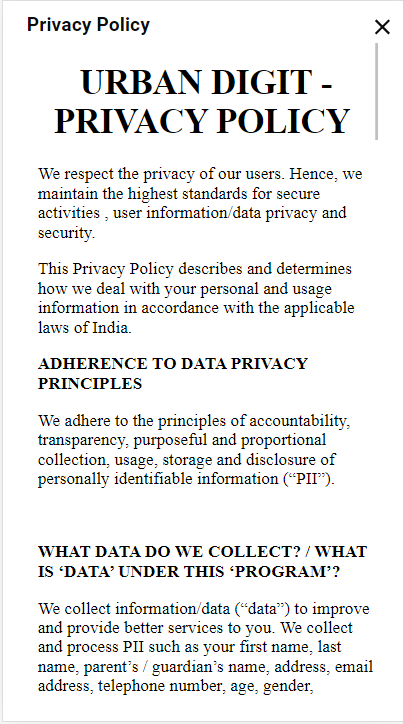 Privacy Policy
URBAN DIGIT -
PRIVACY POLICY
We respect the privacy of our users. Hence, we
maintain the highest standards for secure
activities , user information/data privacy and
security.
This Privacy Policy describes and determines
how we deal with your personal and usage
information in accordance with the applicable
laws of India.
ADHERENCE TO DATA PRIVACY
PRINCIPLES
We adhere to the principles of accountability,
transparency, purposeful and proportional
collection, usage, storage and disclosure of
personally identifiable information (“PII”).
WHAT DATA DO WE COLLECT? / WHAT
IS ‘DATA’ UNDER THIS ‘PROGRAM’?
We collect information/data (“data”) to improve
and provide better services to you. We collect
and process PII such as your first name, last
name, parent’s / guardian’s name, address, email
address, telephone number, age, gender,